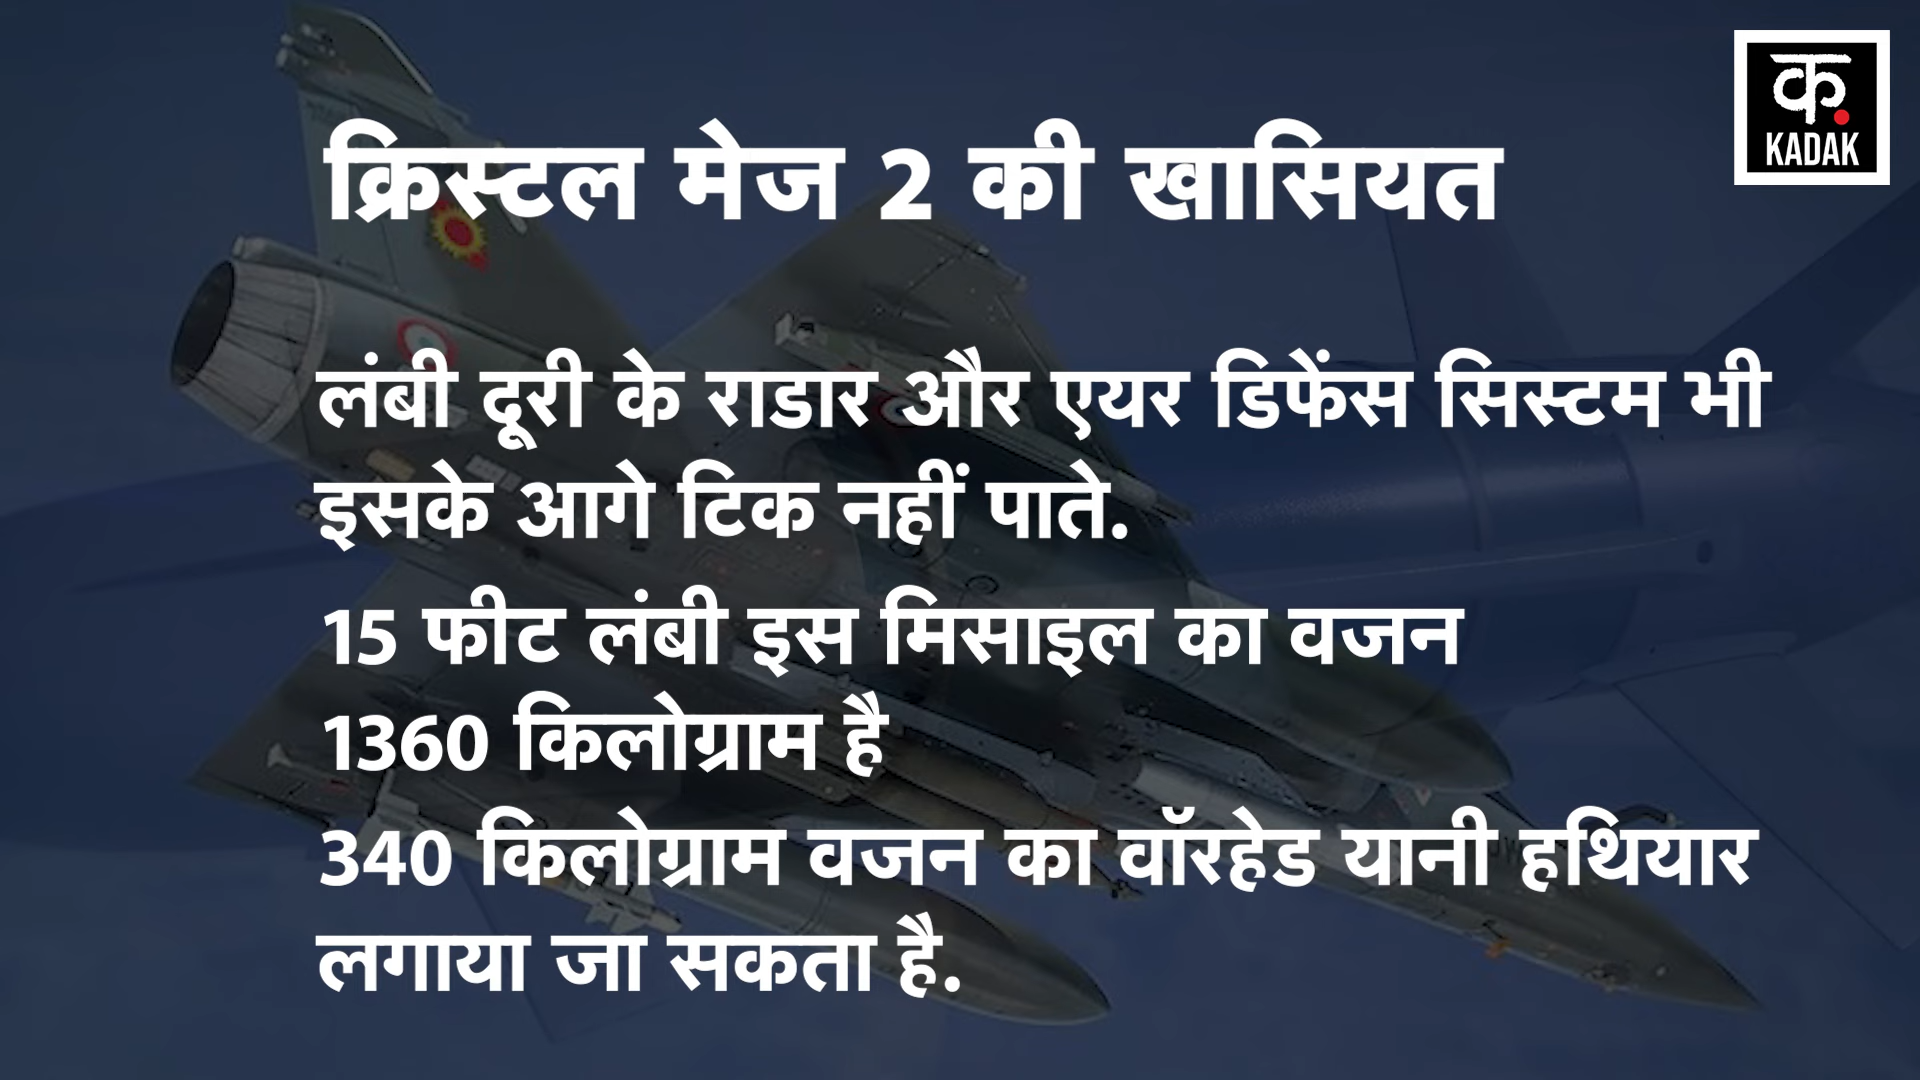 क
KADAK
क्रिस्टल मेज 2 की खासियत
लंबी दूरी के राडार और एयर डिफेंस सिस्टम भी
इसके आगे टिक नहीं पाते.
15 फीट लंबी इस मिसाइल का वजन
1360 किलोग्राम है
340 किलोग्राम वजन का वॉरहेड यानी हथियार
लगाया जा सकता है.